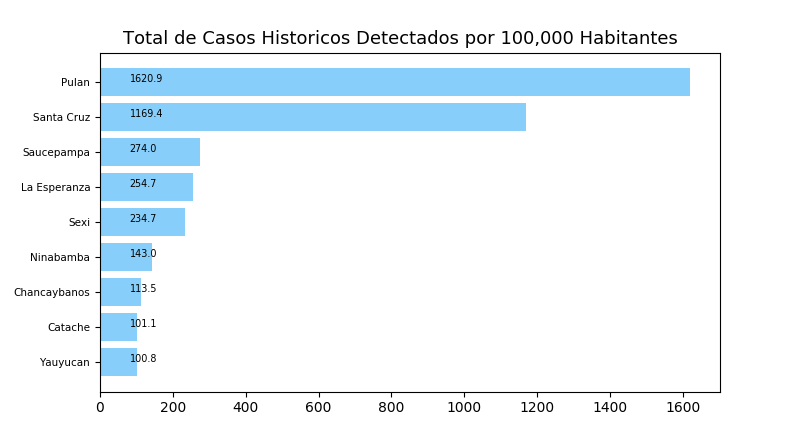 Total de Casos Historicos Detectados por 100,000 Habitantes
Pulan 1620.9
Santa Cruz 1169.4
Saucepampa 274.0
La Esperanza 254.7
Sexi 234.7
Ninabamba 143.0
Chancaybanos 113.5
Catache 101.1
Yauyucan 100.8
0 200 400 600 800 1000 1200 1400 1600